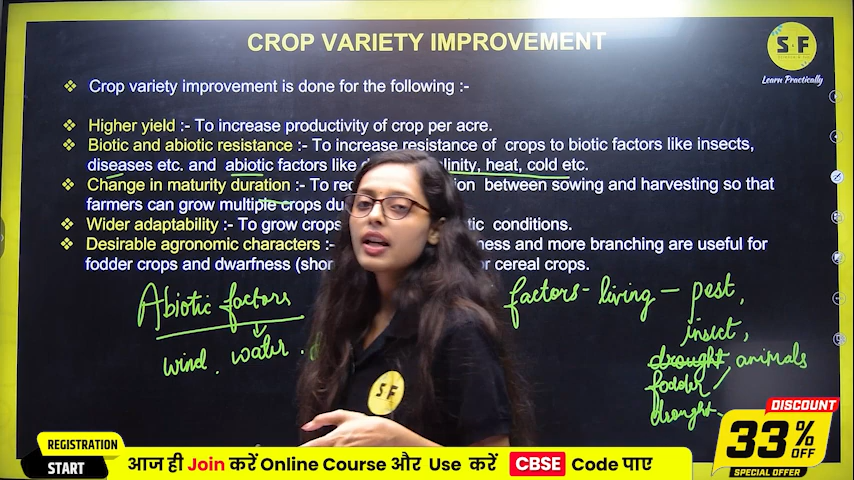 CROP VARIETY IMPROVEMENT
S F
Learn Practically
❖ Crop variety improvement is done for the following :-
❖ Higher yield :- To increase productivity of crop per acre.
❖ Biotic and abiotic resistance :- To increase resistance of crops to biotic factors like insects,
diseases etc. and abiotic factors like linity, heat, cold etc.
❖ Change in maturity duration :- To between sowing and harvesting so that
farmers can grow multiple crops
❖ Wider adaptability :- To grow crops conditions.
❖ Desirable agronomic characters :- and more branching are useful for
fodder crops and dwarfness cereal crops.
Abiotic factors
wind, water,
factors - living - pest,
insect,
drought, animals
fodder
drought
S F
REGISTRATION
START
आज ही Join करें Online Course और Use करें CBSE Code पाए
DISCOUNT
33% OFF
SPECIAL OFFER